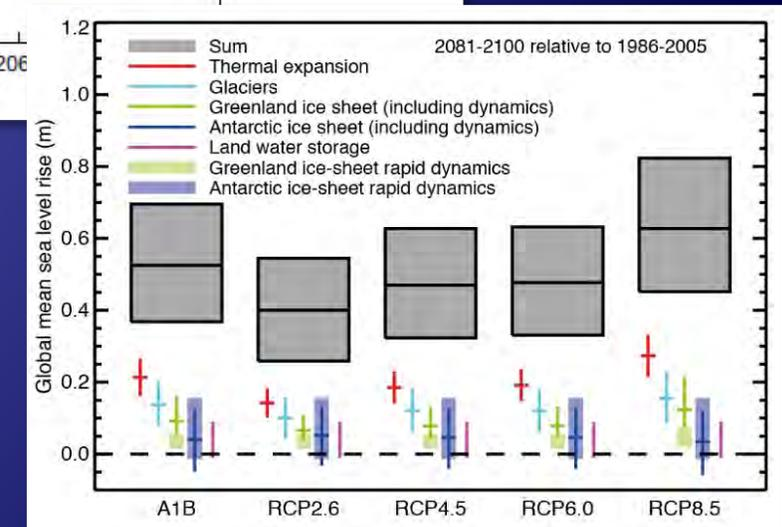 206
1.2
1.0
0.8
0.6
0.4
0.2
0.0
Global mean sea level rise (m)
2081-2100 relative to 1986-2005
Sum
Thermal expansion
Glaciers
Greenland ice sheet (including dynamics)
Antarctic ice sheet (including dynamics)
Land water storage
Greenland ice-sheet rapid dynamics
Antarctic ice-sheet rapid dynamics
A1B RCP2.6 RCP4.5 RCP6.0 RCP8.5